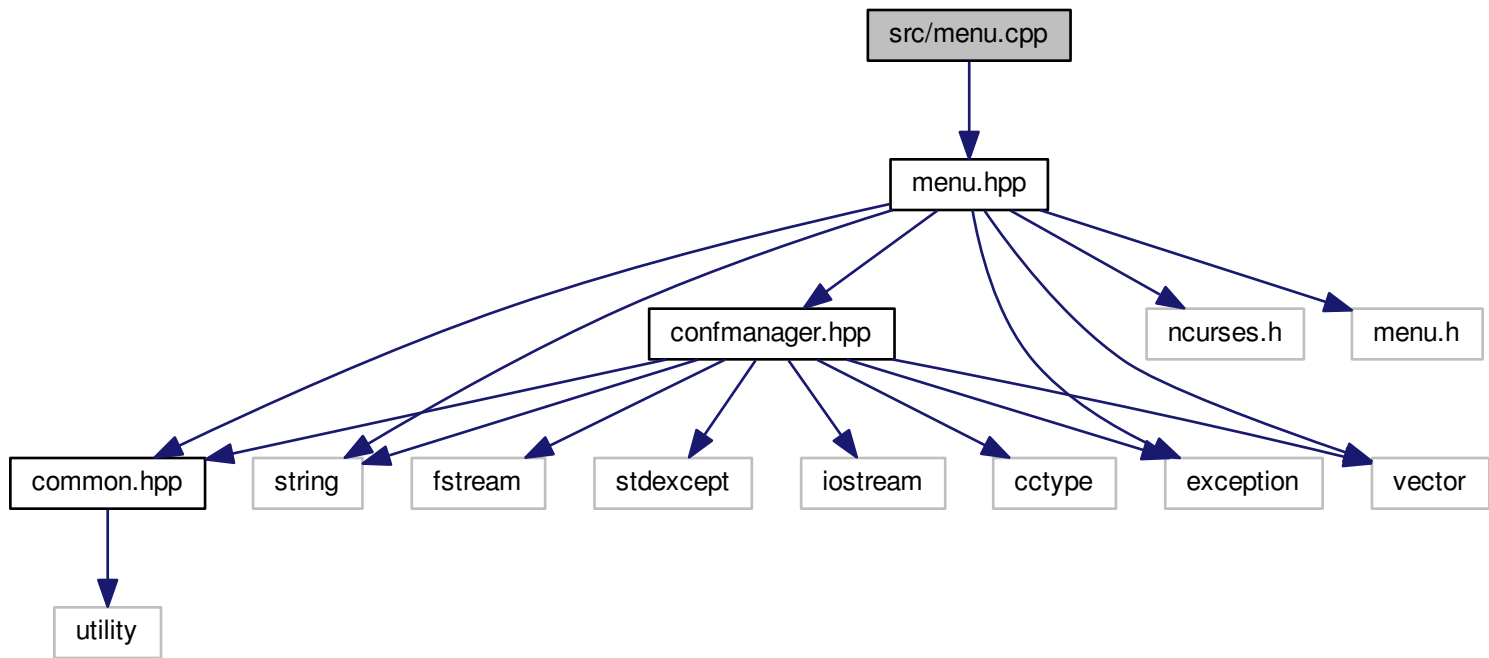 src/menu.cpp
menu.hpp
confmanager.hpp
ncurses.h
menu.h
common.hpp
string
fstream
stdexcept
iostream
cctype
exception
vector
utility